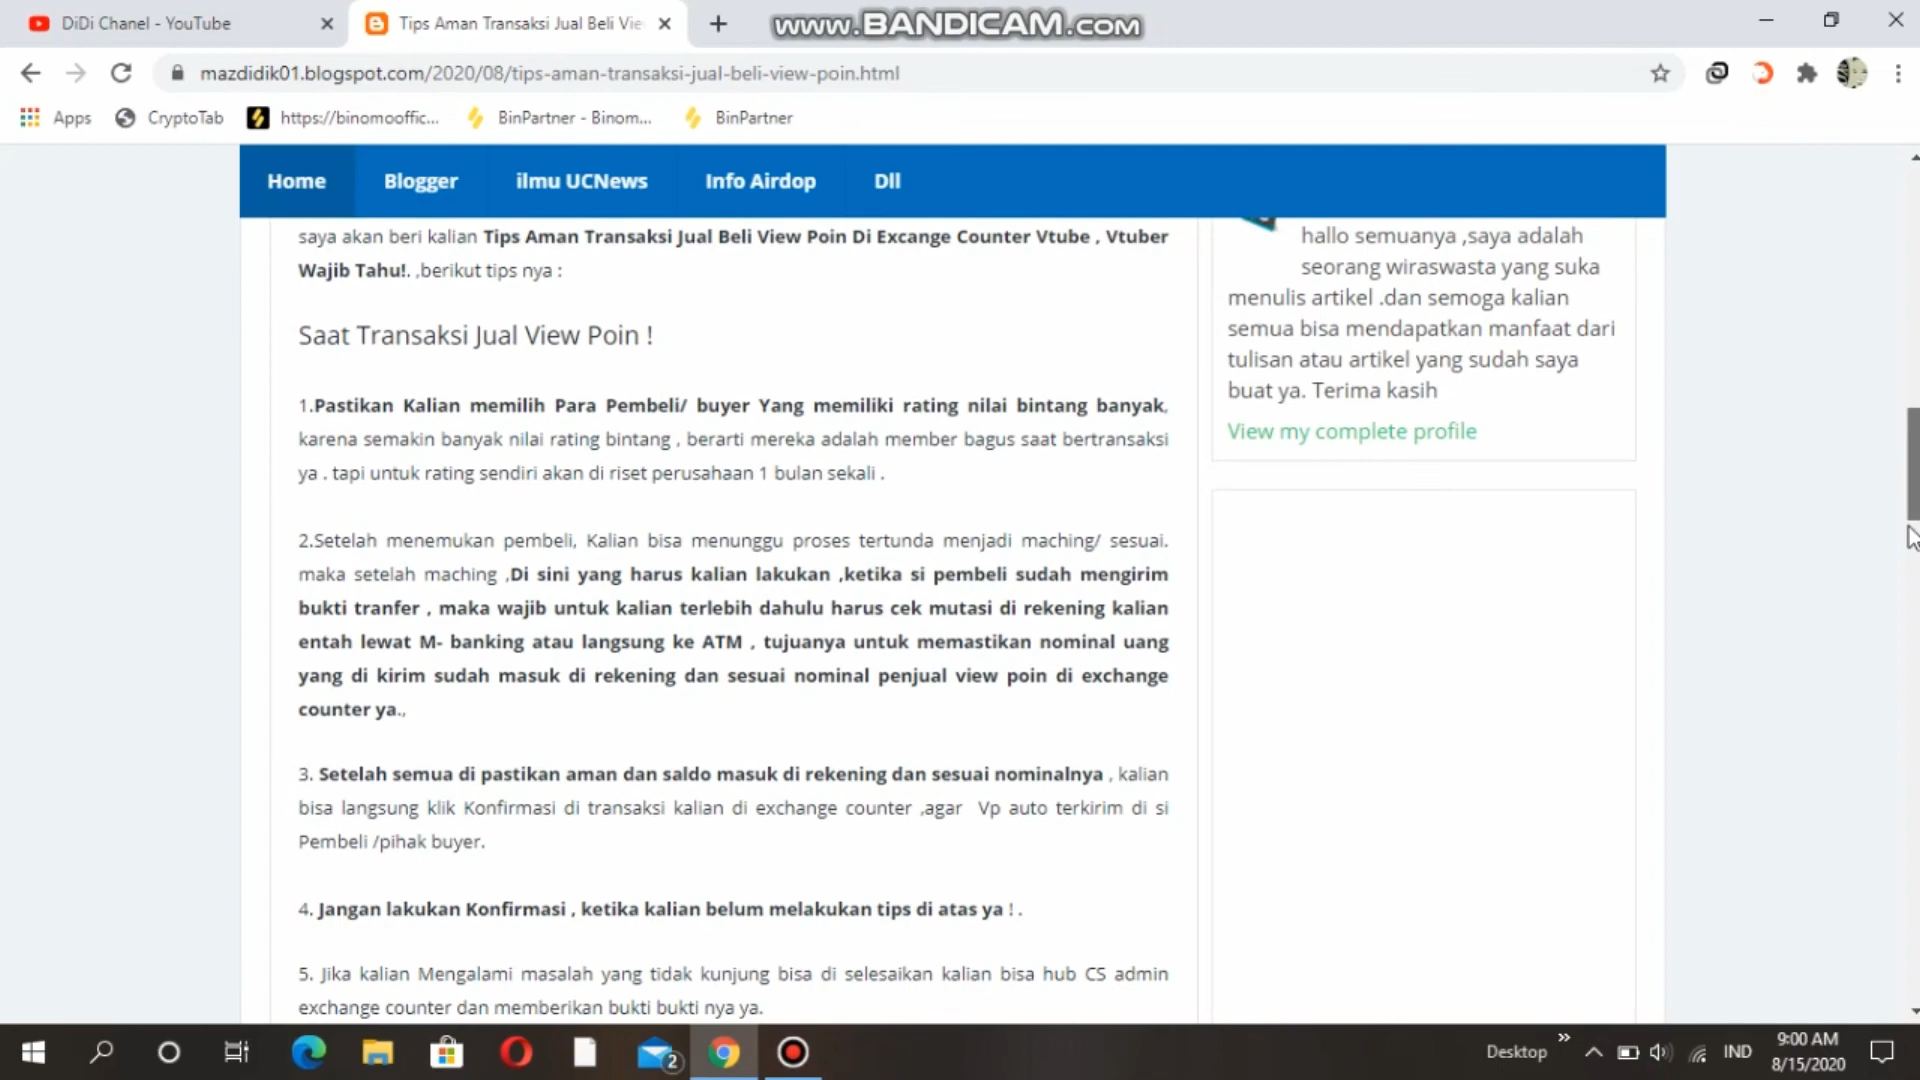 DiDi Chanel - YouTube
Tips Aman Transaksi Jual Beli Vie
www.BANDICAM.com
mazdidik01.blogspot.com/2020/08/tips-aman-transaksi-jual-beli-view-poin.html
Apps
CryptoTab
https://binomooffic...
BinPartner - Binom...
BinPartner
Home
Blogger
ilmu UCNews
Info Airdop
Dll
saya akan beri kalian Tips Aman Transaksi Jual Beli View Poin Di Excange Counter Vtube , Vtuber
Wajib Tahu!. ,berikut tips nya :
Saat Transaksi Jual View Poin !
1.Pastikan Kalian memilih Para Pembeli/ buyer Yang memiliki rating nilai bintang banyak,
karena semakin banyak nilai rating bintang , berarti mereka adalah member bagus saat bertransaksi
ya . tapi untuk rating sendiri akan di riset perusahaan 1 bulan sekali .
2.Setelah menemukan pembeli, Kalian bisa menunggu proses tertunda menjadi maching/ sesuai.
maka setelah maching ,Di sini yang harus kalian lakukan ,ketika si pembeli sudah mengirim
bukti tranfer , maka wajib untuk kalian terlebih dahulu harus cek mutasi di rekening kalian
entah lewat M- banking atau langsung ke ATM , tujuanya untuk memastikan nominal uang
yang di kirim sudah masuk di rekening dan sesuai nominal penjual view poin di exchange
counter ya.,
3. Setelah semua di pastikan aman dan saldo masuk di rekening dan sesuai nominalnya , kalian
bisa langsung klik Konfirmasi di transaksi kalian di exchange counter ,agar Vp auto terkirim di si
Pembeli /pihak buyer.
4. Jangan lakukan Konfirmasi , ketika kalian belum melakukan tips di atas ya ! .
5. Jika kalian Mengalami masalah yang tidak kunjung bisa di selesaikan kalian bisa hub CS admin
exchange counter dan memberikan bukti bukti nya ya.
hallo semuanya ,saya adalah
seorang wiraswasta yang suka
menulis artikel .dan semoga kalian
semua bisa mendapatkan manfaat dari
tulisan atau artikel yang sudah saya
buat ya. Terima kasih
View my complete profile
2
Desktop
IND
9:00 AM
8/15/2020